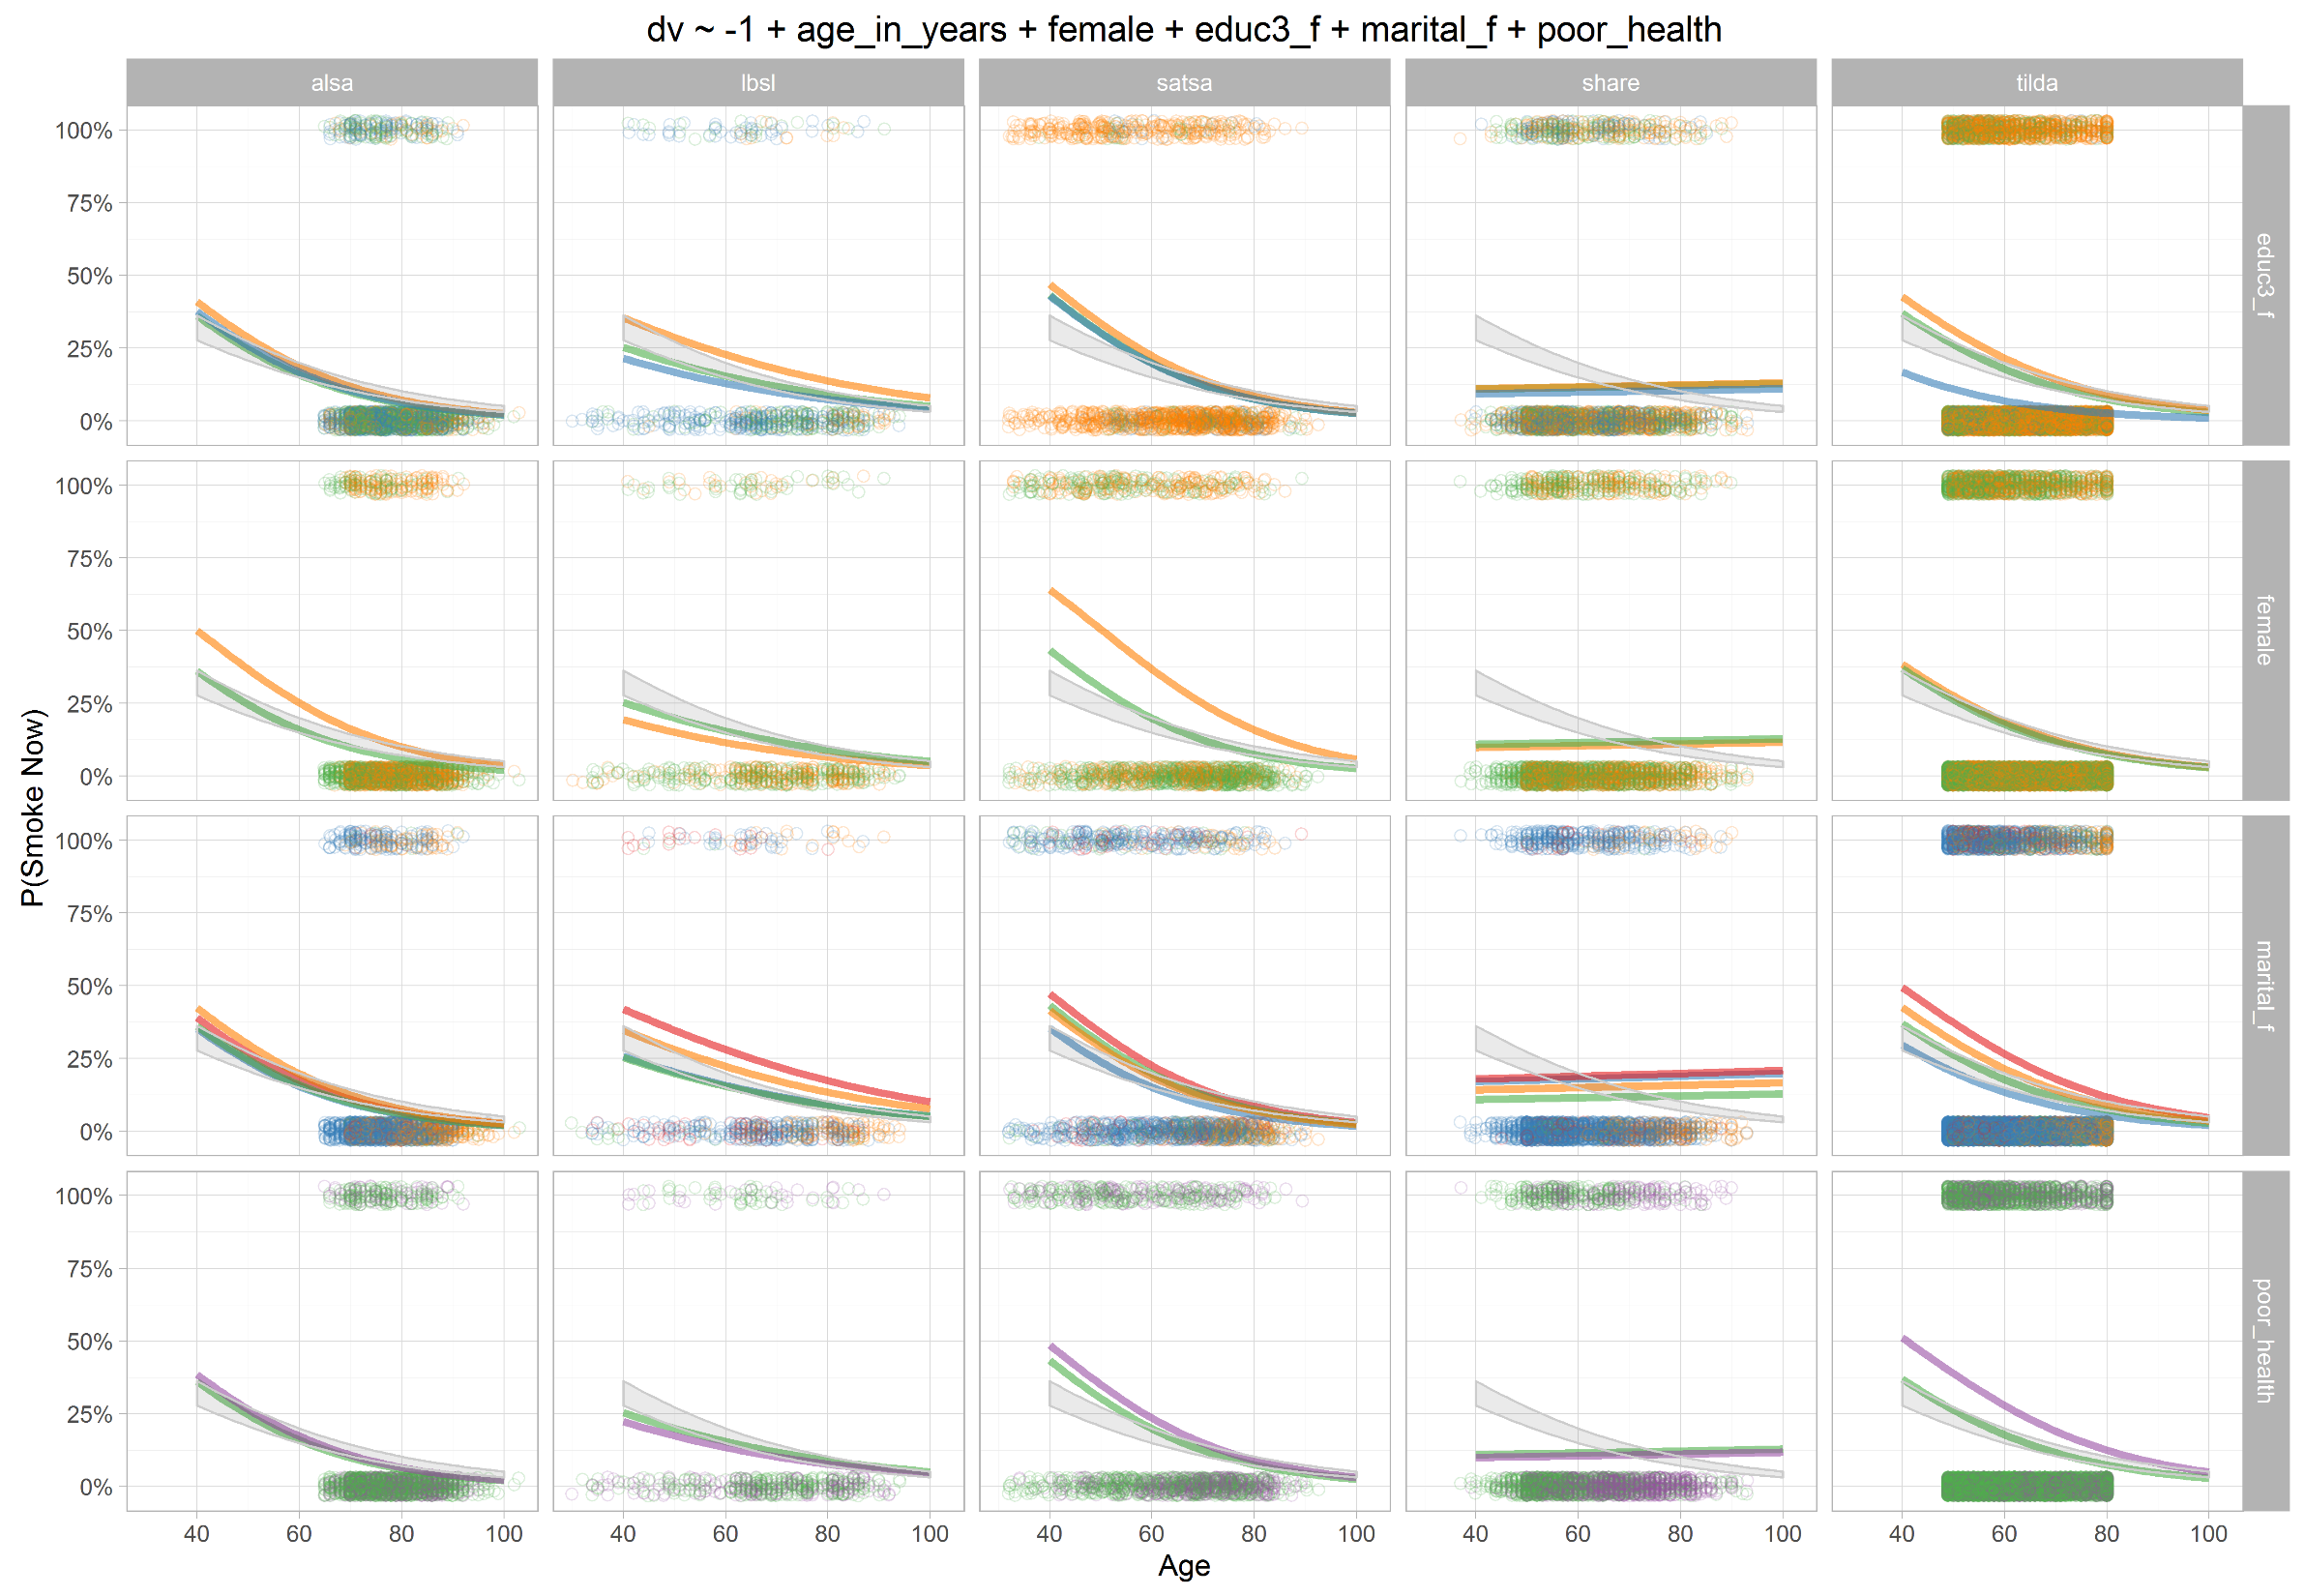 dv ~ -1 + age_in_years + female + educ3_f + marital_f + poor_health
alsa lbsl satsa share tilda
100%
75%
50%
25%
0%
educ3_f
100%
75%
50%
25%
0%
female
P(Smoke Now)
100%
75%
50%
25%
0%
marital_f
100%
75%
50%
25%
0%
poor_health
40 60 80 100 40 60 80 100 40 60 80 100 40 60 80 100 40 60 80 100
Age